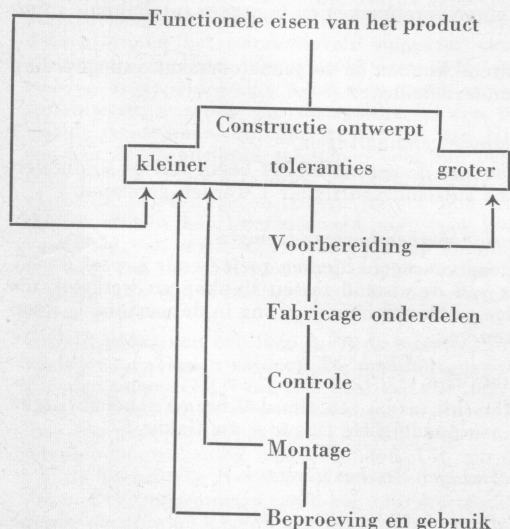 Functionele eisen van het product
Constructie ontwerpt
kleiner toleranties groter
Voorbereiding
Fabricage onderdelen
Controle
Montage
Beproeving en gebruik